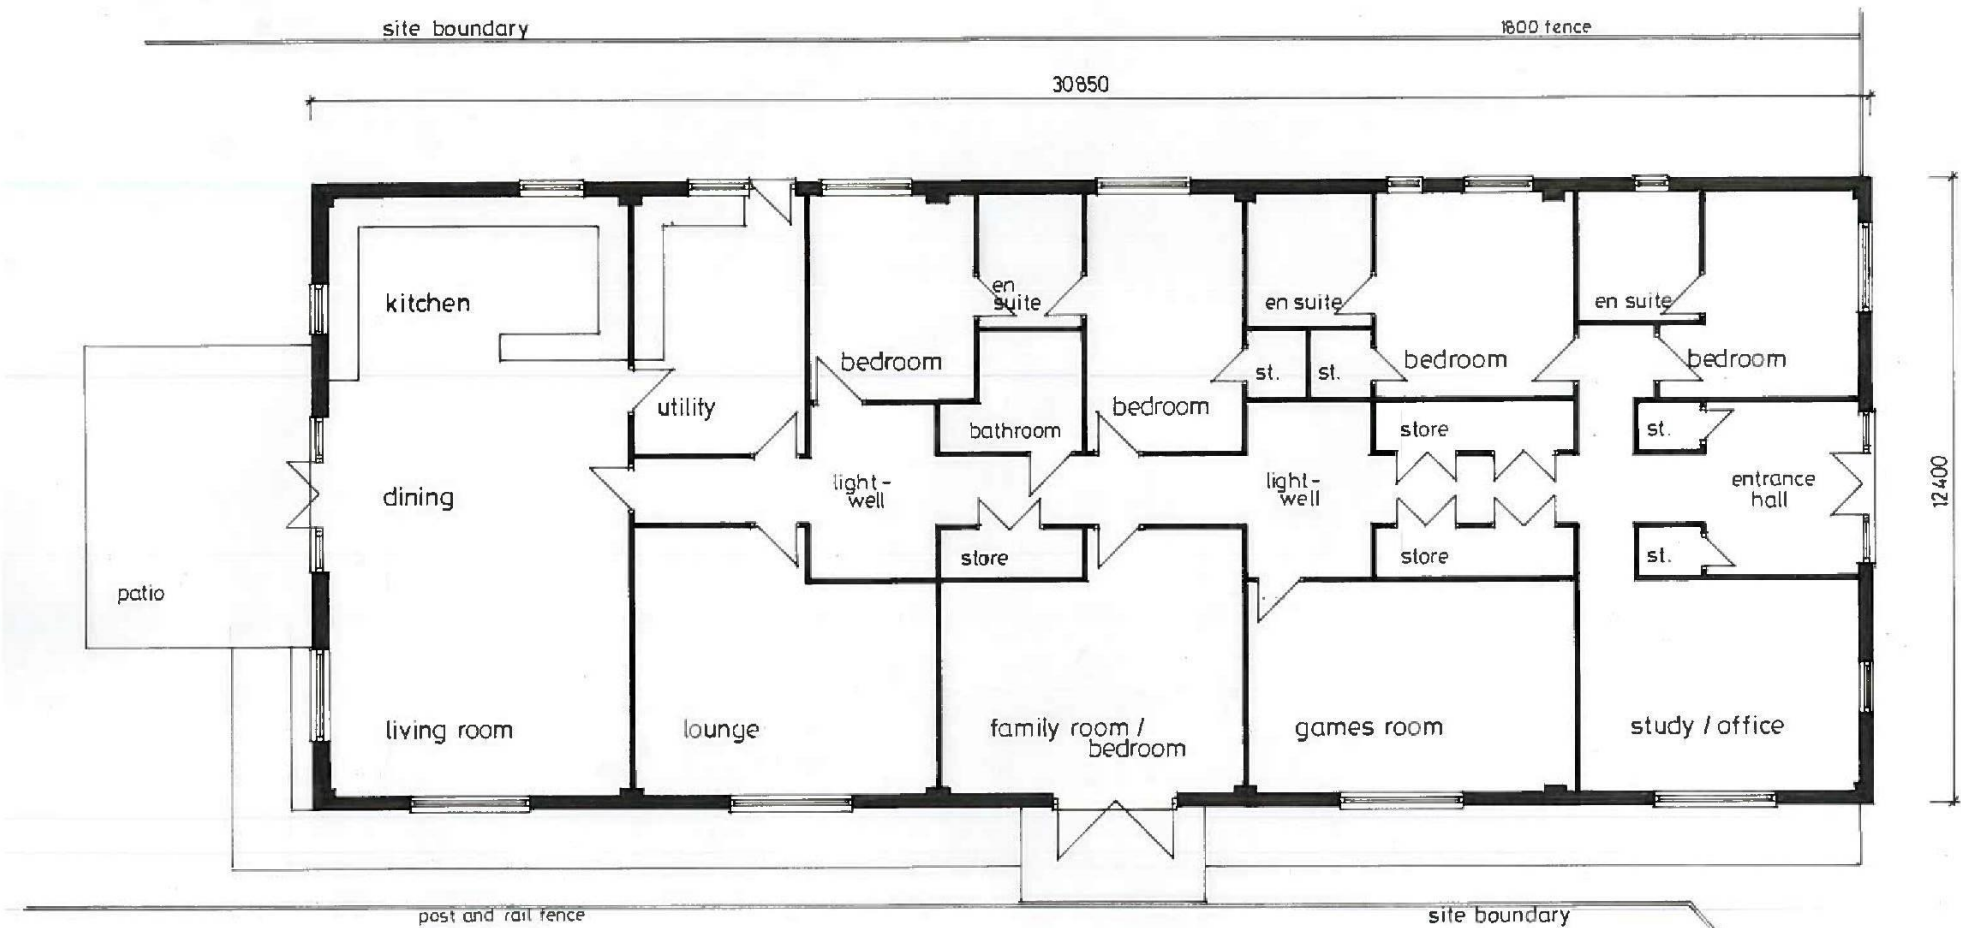 site boundary
1800 fence
30850
kitchen
en
suite
en suite
en suite
bedroom
st.
st.
bedroom
bedroom
utility
bedroom
bathroom
store
st.
dining
light-
well
light-
well
entrance
hall
12400
store
store
st.
patio
living room
lounge
family room /
bedroom
games room
study / office
post and rail fence
site boundary